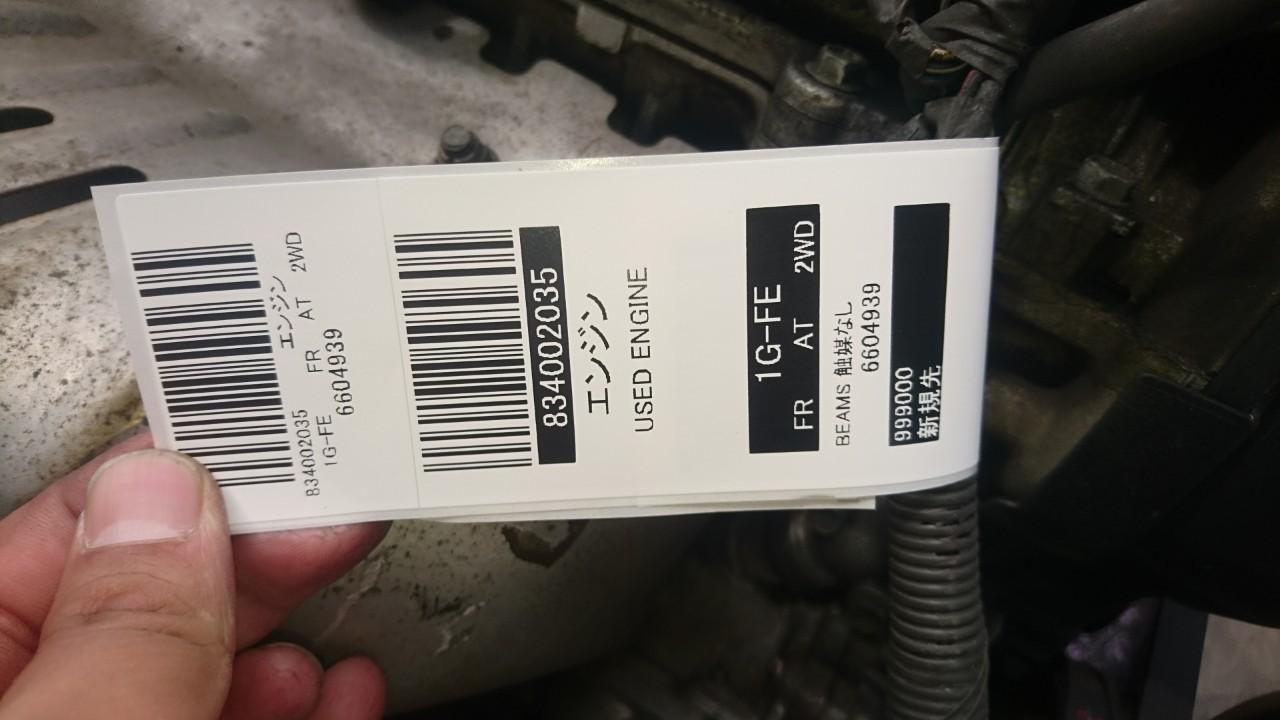 834002035 エンジン
1G-FE FR AT 2WD
6604939
834002035
エンジン
USED ENGINE
1G-FE
FR AT 2WD
BEAMS 触媒なし
6604939
999000
新規先